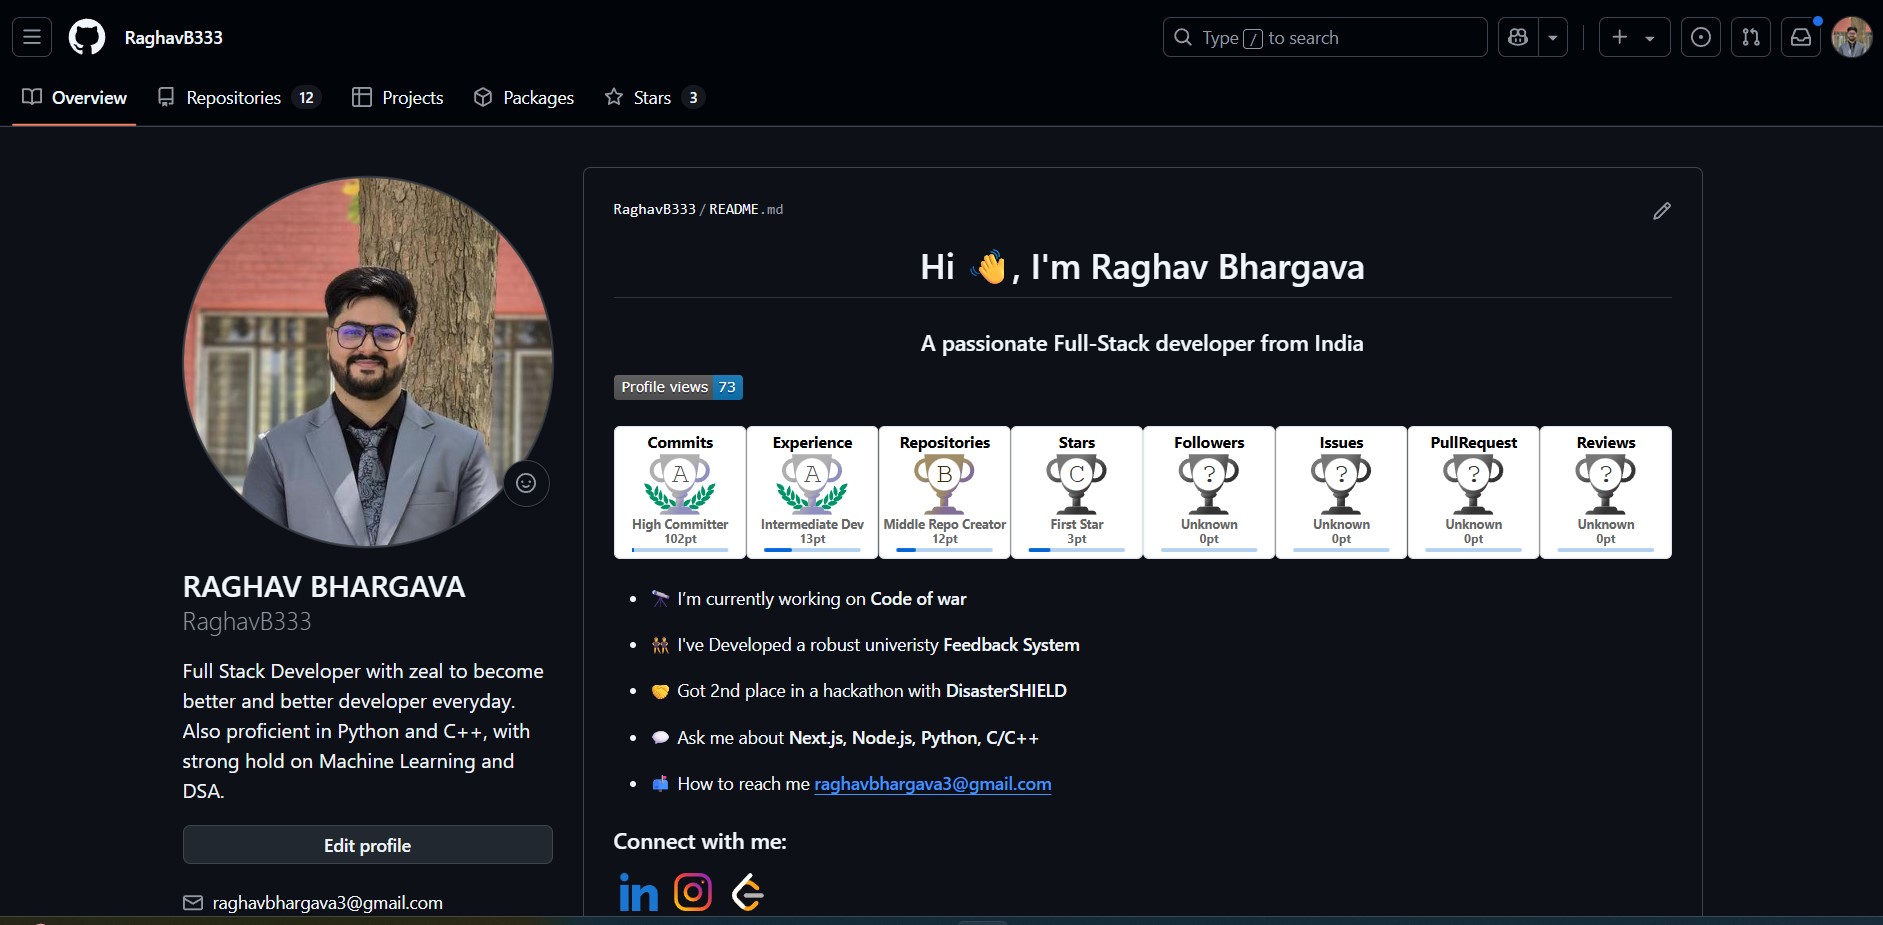 RaghavB333
Type / to search
Overview
Repositories 12
Projects
Packages
Stars 3
RaghavB333/README.md
Hi 👋, I'm Raghav Bhargava
A passionate Full-Stack developer from India
Profile views 73
Commits
A
High Committer
102pt
Experience
A
Intermediate Dev
13pt
Repositories
B
Middle Repo Creator
12pt
Stars
C
First Star
3pt
Followers
?
Unknown
0pt
Issues
?
Unknown
0pt
PullRequest
?
Unknown
0pt
Reviews
?
Unknown
0pt
🔭 I’m currently working on Code of war
👯 I've Developed a robust univeristy Feedback System
🤝 Got 2nd place in a hackathon with DisasterSHIELD
💬 Ask me about Next.js, Node.js, Python, C/C++
📫 How to reach me raghavbhargava3@gmail.com
Connect with me:
in
RAGHAV BHARGAVA
RaghavB333
Full Stack Developer with zeal to become
better and better developer everyday.
Also proficient in Python and C++, with
strong hold on Machine Learning and
DSA.
Edit profile
raghavbhargava3@gmail.com